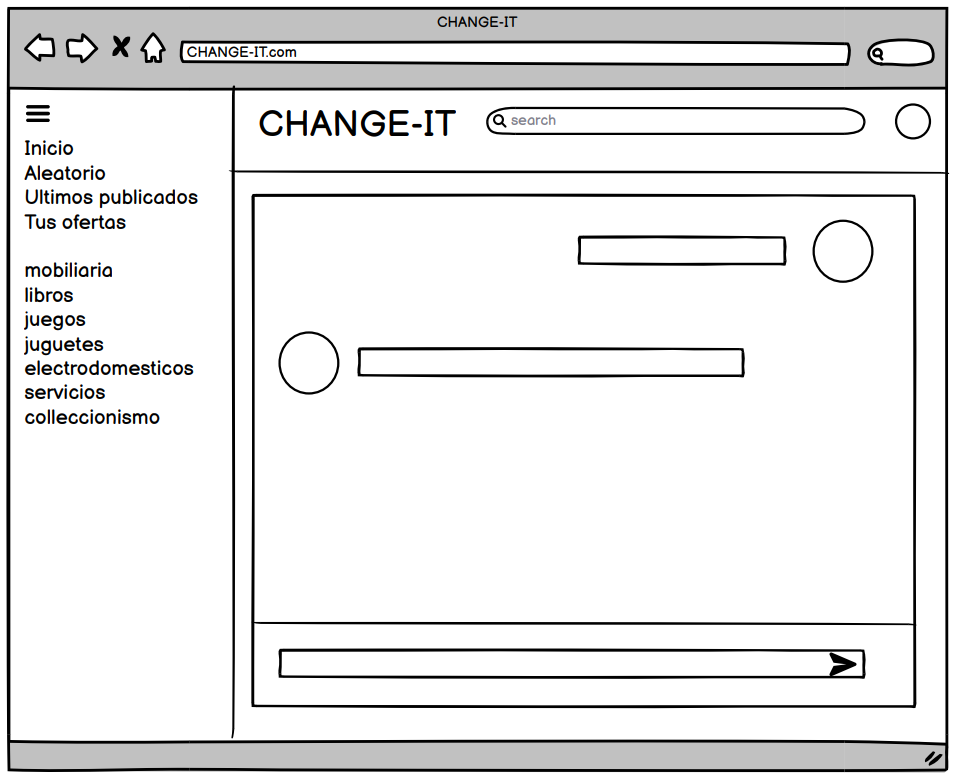 CHANGE-IT
CHANGE-IT.com
CHANGE-IT
search
Inicio
Aleatorio
Ultimos publicados
Tus ofertas
mobiliaria
libros
juegos
juguetes
electrodomesticos
servicios
colleccionismo